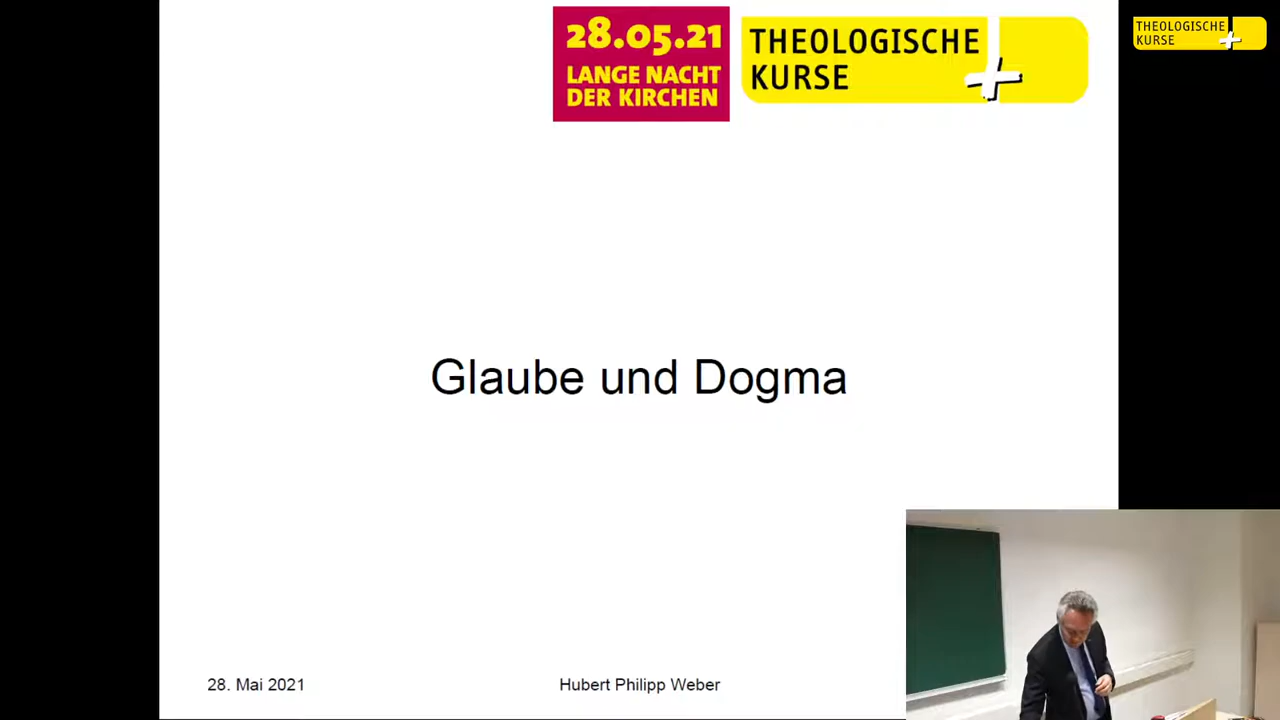 28.05.21
LANGE NACHT
DER KIRCHEN
THEOLOGISCHE
KURSE
THEOLOGISCHE
KURSE
Glaube und Dogma
28. Mai 2021
Hubert Philipp Weber